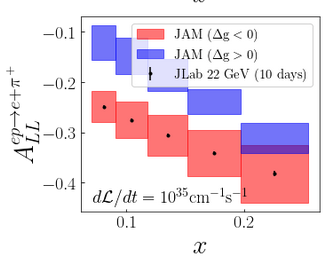 −0.1
−0.2
−0.3
−0.4
A_{LL}^{ep→e+π^+}
JAM (Δg < 0)
JAM (Δg > 0)
JLab 22 GeV (10 days)
dℒ/dt = 10^{35}cm^{−1}s^{−1}
0.1 0.2
x